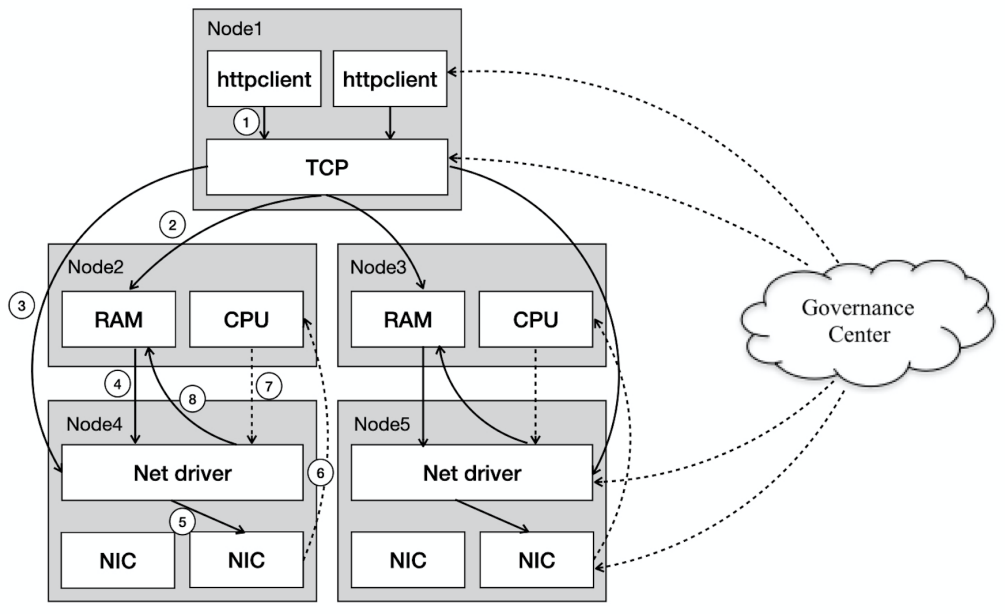 Node1
httpclient httpclient
1
TCP
2
Node2 Node3
3
RAM CPU RAM CPU
Governance
Center
4 8 7
Node4 Node5
Net driver Net driver
6
5
NIC NIC NIC NIC